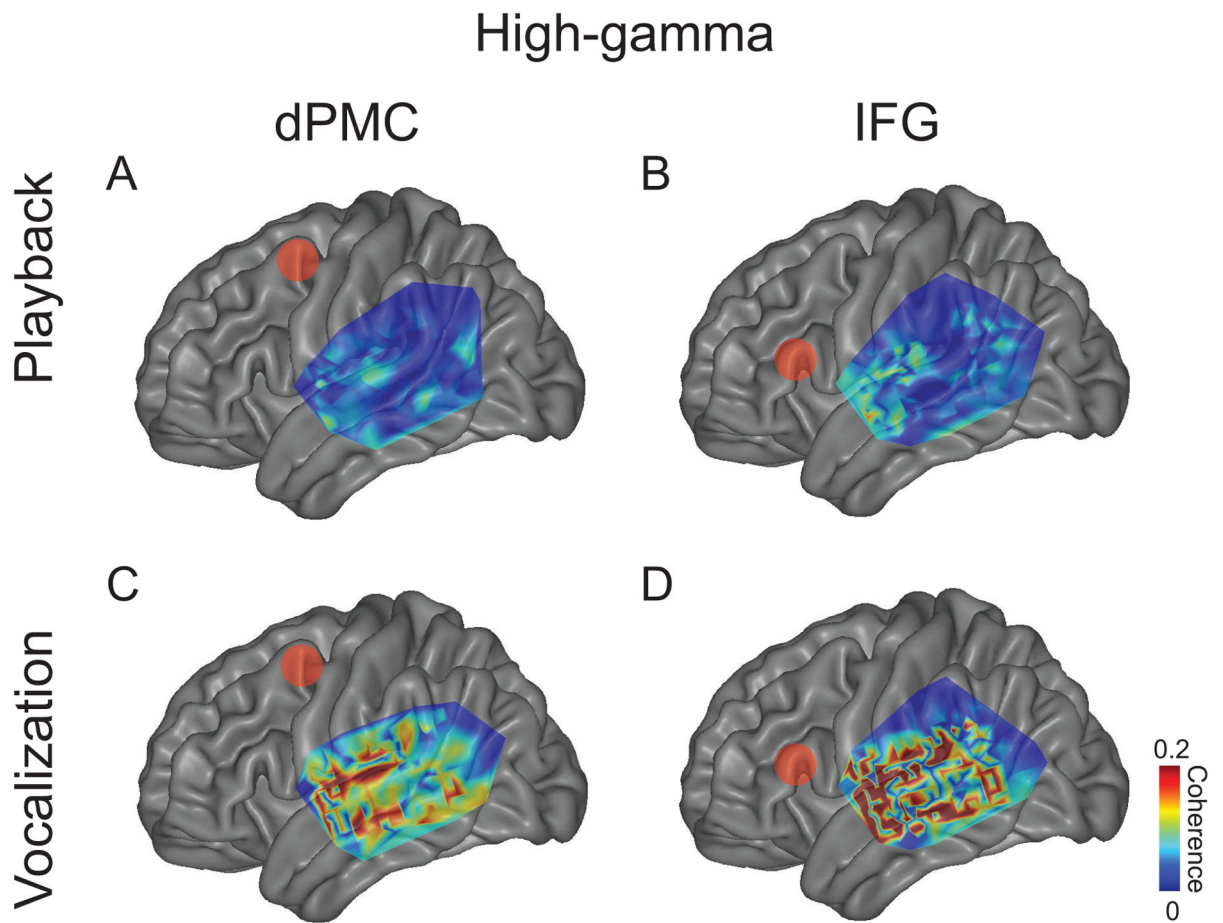 High-gamma
dPMC
IFG
Playback
A
B
Vocalization
C
D
0.2
Coherence
0